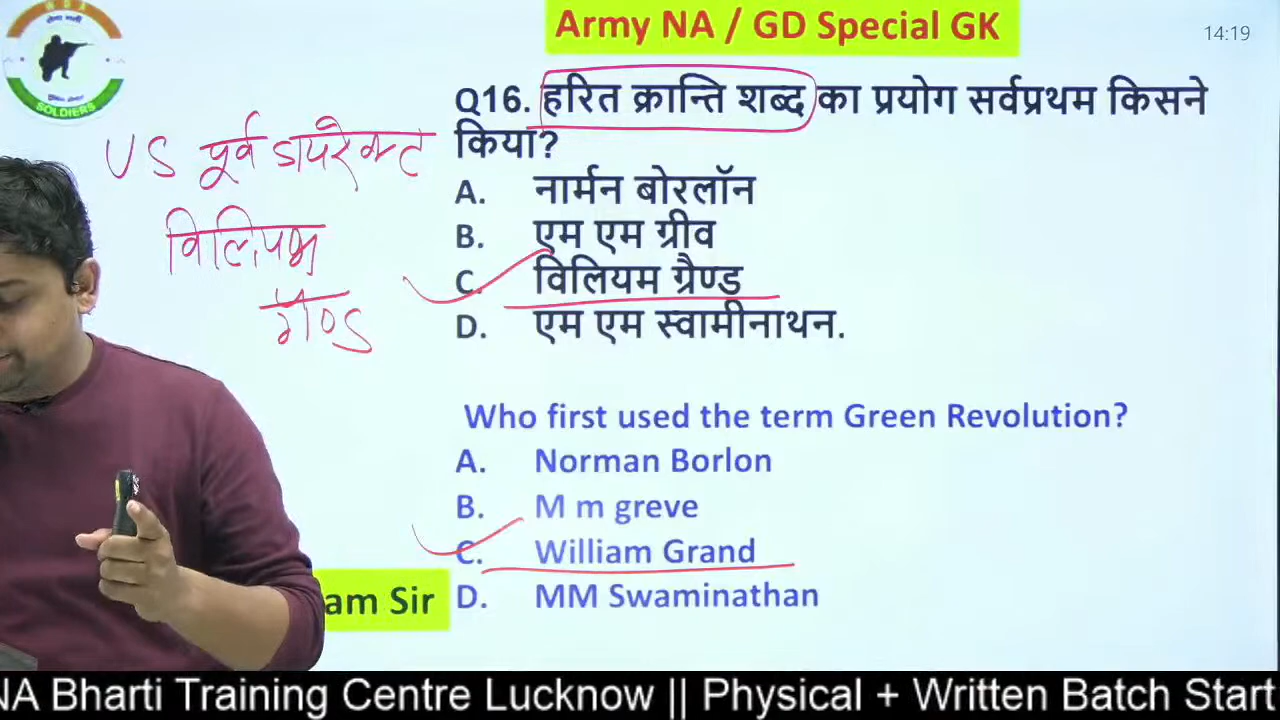 Army NA / GD Special GK
14:19
SOLDIERS
Q16. हरित क्रान्ति शब्द का प्रयोग सर्वप्रथम किसने
किया?
A. नार्मन बोरलॉन
B. एम एम ग्रीव
C. विलियम ग्रैण्ड
D. एम एम स्वामीनाथन.
US पूर्व डायरेक्ट
विलियम
ग्रैण्ड
Who first used the term Green Revolution?
A. Norman Borlon
B. M m greve
C. William Grand
D. MM Swaminathan
am Sir
NA Bharti Training Centre Lucknow || Physical + Written Batch Start